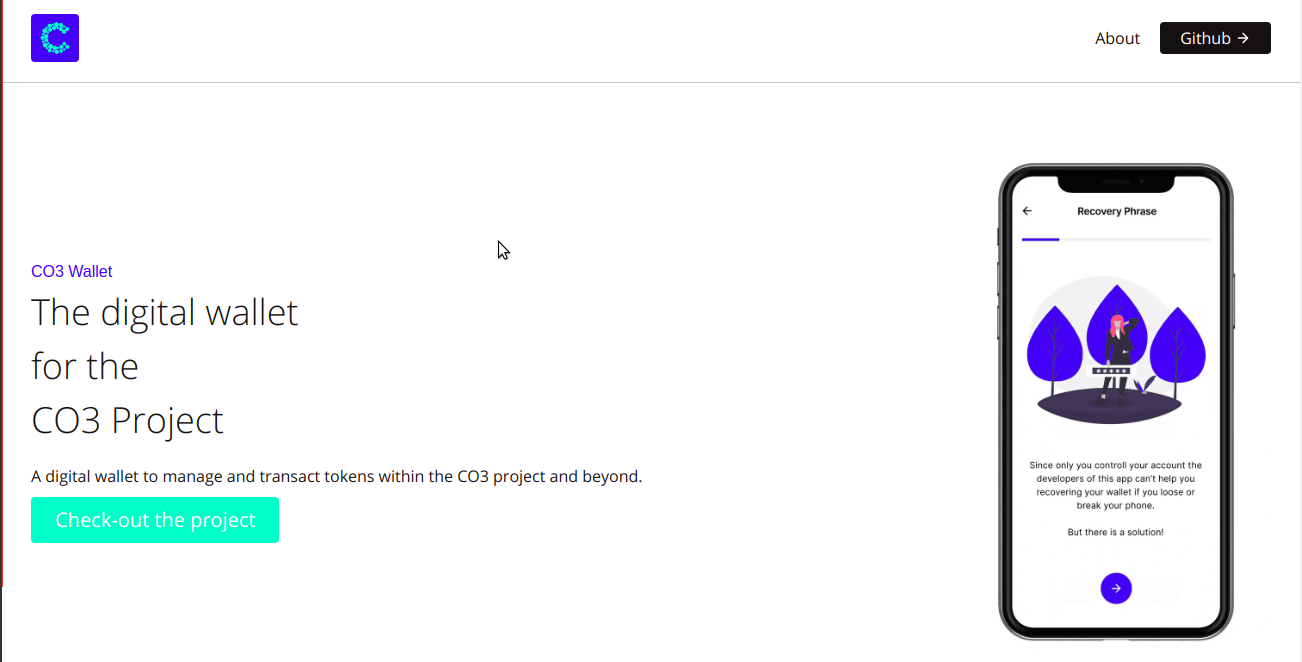 About
Github →
CO3 Wallet
The digital wallet
for the
CO3 Project
A digital wallet to manage and transact tokens within the CO3 project and beyond.
Check-out the project
Recovery Phrase
*****
Since only you controll your account the
developers of this app can't help you
recovering your wallet if you loose or
break your phone.
But there is a solution!